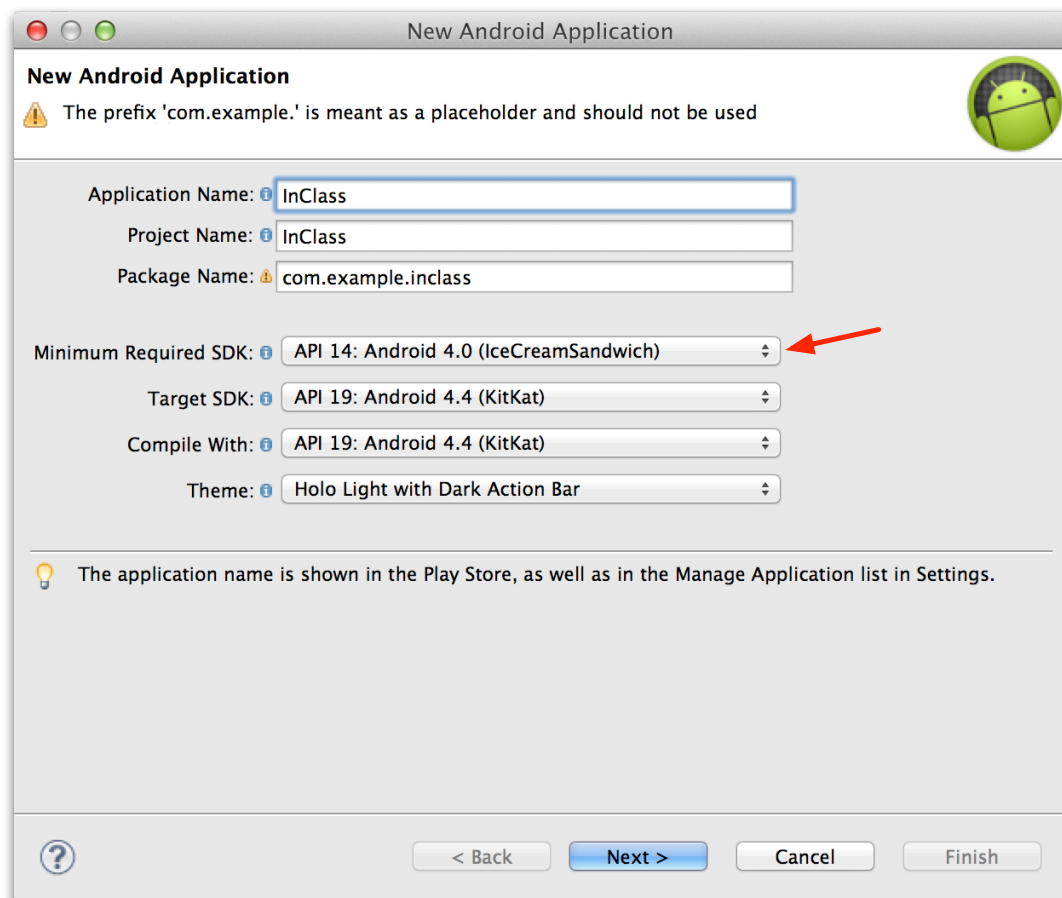 New Android Application
New Android Application
The prefix 'com.example.' is meant as a placeholder and should not be used
Application Name: InClass
Project Name: InClass
Package Name: com.example.inclass
Minimum Required SDK: API 14: Android 4.0 (IceCreamSandwich)
Target SDK: API 19: Android 4.4 (KitKat)
Compile With: API 19: Android 4.4 (KitKat)
Theme: Holo Light with Dark Action Bar
The application name is shown in the Play Store, as well as in the Manage Application list in Settings.
? < Back Next > Cancel Finish